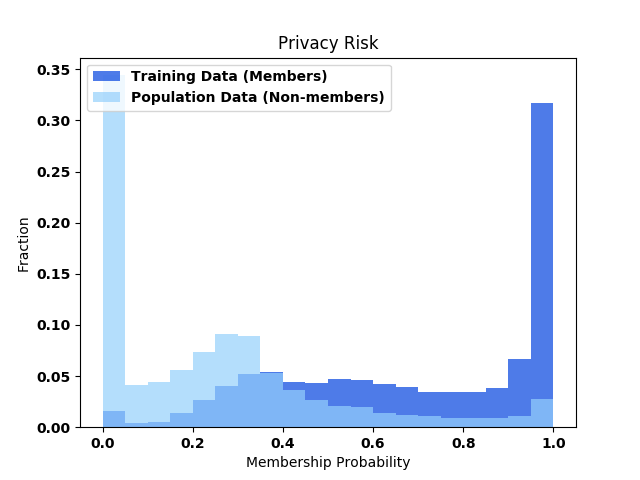 Privacy Risk
Training Data (Members)
Population Data (Non-members)
0.35
0.30
0.25
0.20
0.15
0.10
0.05
0.00
Fraction
0.0 0.2 0.4 0.6 0.8 1.0
Membership Probability